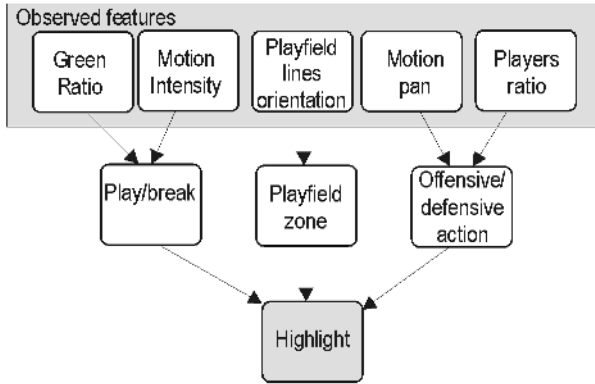 Observed features
Green
Ratio
Motion
Intensity
Playfield
lines
orientation
Motion
pan
Players
ratio
Play/break
Playfield
zone
Offensive/
defensive
action
Highlight